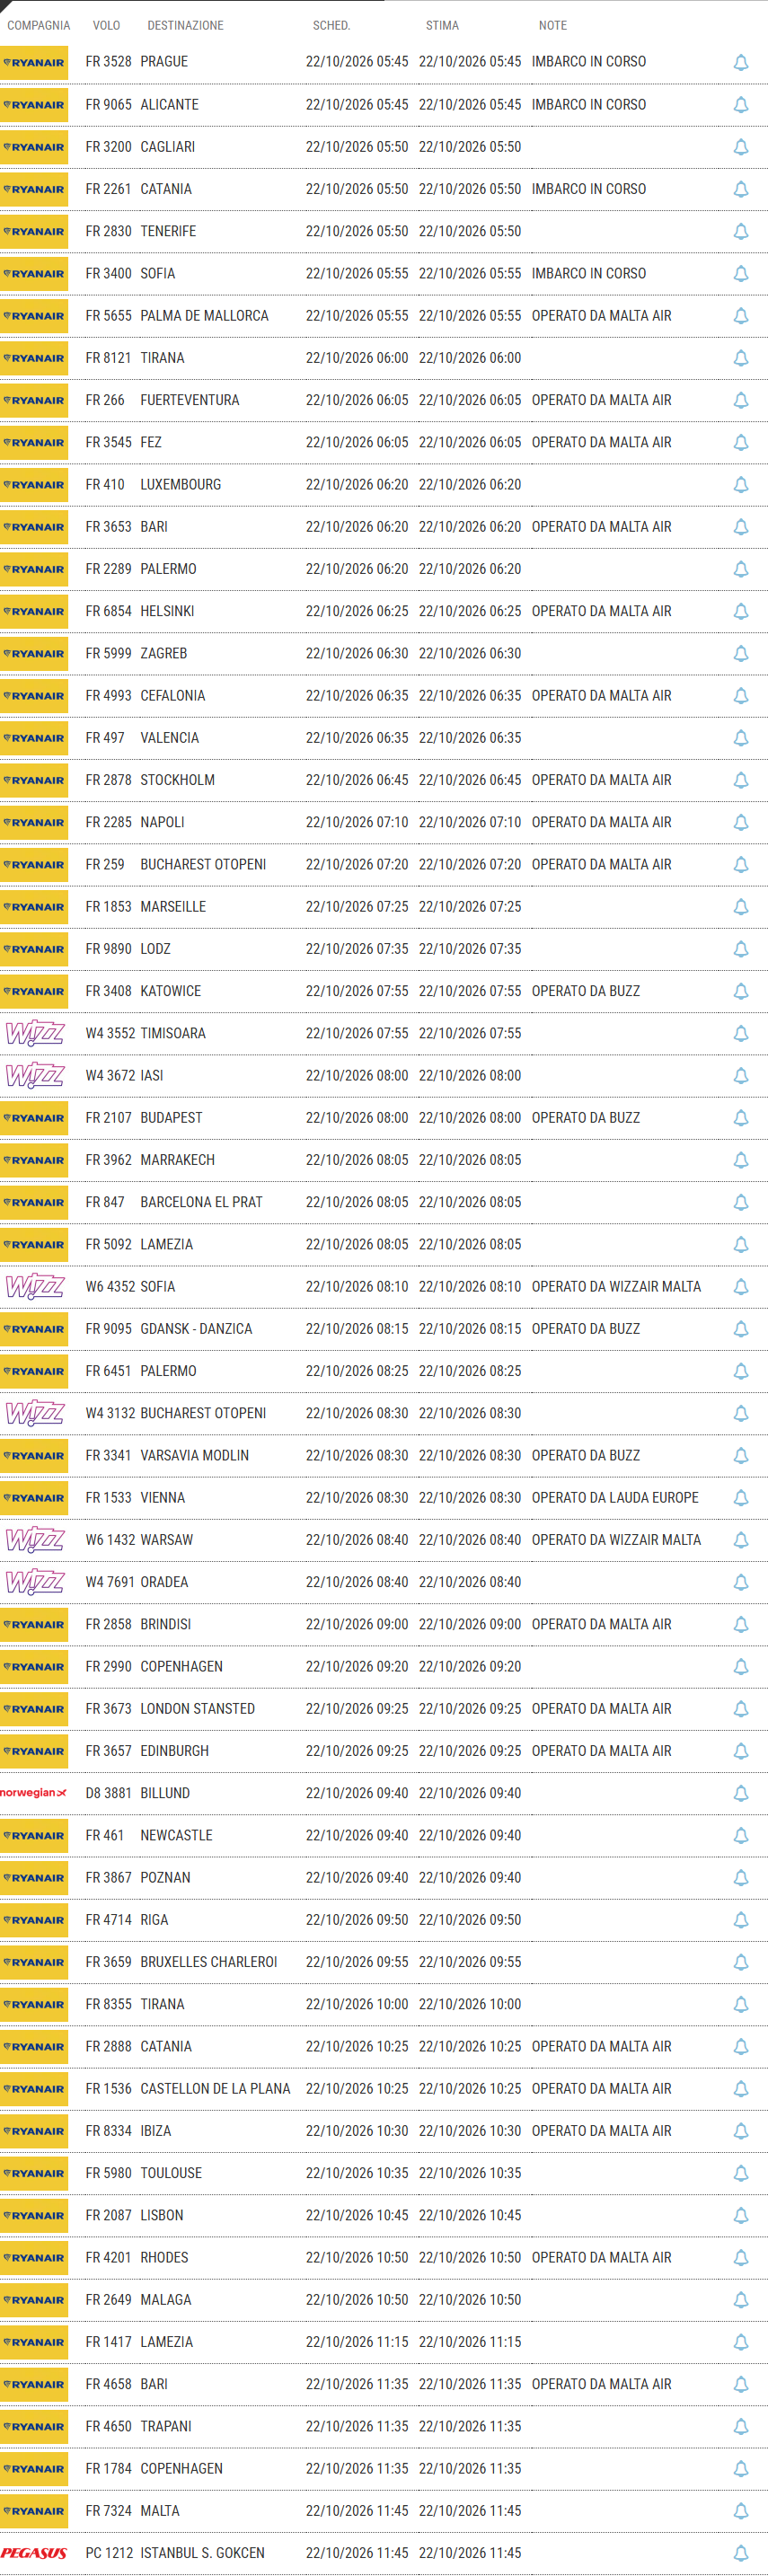 COMPAGNIA VOLO DESTINAZIONE SCHED. STIMA NOTE
RYANAIR FR 3528 PRAGUE 22/10/2026 05:45 22/10/2026 05:45 IMBARCO IN CORSO
RYANAIR FR 9065 ALICANTE 22/10/2026 05:45 22/10/2026 05:45 IMBARCO IN CORSO
RYANAIR FR 3200 CAGLIARI 22/10/2026 05:50 22/10/2026 05:50
RYANAIR FR 2261 CATANIA 22/10/2026 05:50 22/10/2026 05:50 IMBARCO IN CORSO
RYANAIR FR 2830 TENERIFE 22/10/2026 05:50 22/10/2026 05:50
RYANAIR FR 3400 SOFIA 22/10/2026 05:55 22/10/2026 05:55 IMBARCO IN CORSO
RYANAIR FR 5655 PALMA DE MALLORCA 22/10/2026 05:55 22/10/2026 05:55 OPERATO DA MALTA AIR
RYANAIR FR 8121 TIRANA 22/10/2026 06:00 22/10/2026 06:00
RYANAIR FR 266 FUERTEVENTURA 22/10/2026 06:05 22/10/2026 06:05 OPERATO DA MALTA AIR
RYANAIR FR 3545 FEZ 22/10/2026 06:05 22/10/2026 06:05 OPERATO DA MALTA AIR
RYANAIR FR 410 LUXEMBOURG 22/10/2026 06:20 22/10/2026 06:20
RYANAIR FR 3653 BARI 22/10/2026 06:20 22/10/2026 06:20 OPERATO DA MALTA AIR
RYANAIR FR 2289 PALERMO 22/10/2026 06:20 22/10/2026 06:20
RYANAIR FR 6854 HELSINKI 22/10/2026 06:25 22/10/2026 06:25 OPERATO DA MALTA AIR
RYANAIR FR 5999 ZAGREB 22/10/2026 06:30 22/10/2026 06:30
RYANAIR FR 4993 CEFALONIA 22/10/2026 06:35 22/10/2026 06:35 OPERATO DA MALTA AIR
RYANAIR FR 497 VALENCIA 22/10/2026 06:35 22/10/2026 06:35
RYANAIR FR 2878 STOCKHOLM 22/10/2026 06:45 22/10/2026 06:45 OPERATO DA MALTA AIR
RYANAIR FR 2285 NAPOLI 22/10/2026 07:10 22/10/2026 07:10 OPERATO DA MALTA AIR
RYANAIR FR 259 BUCHAREST OTOPENI 22/10/2026 07:20 22/10/2026 07:20 OPERATO DA MALTA AIR
RYANAIR FR 1853 MARSEILLE 22/10/2026 07:25 22/10/2026 07:25
RYANAIR FR 9890 LODZ 22/10/2026 07:35 22/10/2026 07:35
RYANAIR FR 3408 KATOWICE 22/10/2026 07:55 22/10/2026 07:55 OPERATO DA BUZZ
WIZZ W4 3552 TIMISOARA 22/10/2026 07:55 22/10/2026 07:55
WIZZ W4 3672 IASI 22/10/2026 08:00 22/10/2026 08:00
RYANAIR FR 2107 BUDAPEST 22/10/2026 08:00 22/10/2026 08:00 OPERATO DA BUZZ
RYANAIR FR 3962 MARRAKECH 22/10/2026 08:05 22/10/2026 08:05
RYANAIR FR 847 BARCELONA EL PRAT 22/10/2026 08:05 22/10/2026 08:05
RYANAIR FR 5092 LAMEZIA 22/10/2026 08:05 22/10/2026 08:05
WIZZ W6 4352 SOFIA 22/10/2026 08:10 22/10/2026 08:10 OPERATO DA WIZZAIR MALTA
RYANAIR FR 9095 GDANSK - DANZICA 22/10/2026 08:15 22/10/2026 08:15 OPERATO DA BUZZ
RYANAIR FR 6451 PALERMO 22/10/2026 08:25 22/10/2026 08:25
WIZZ W4 3132 BUCHAREST OTOPENI 22/10/2026 08:30 22/10/2026 08:30
RYANAIR FR 3341 VARSAVIA MODLIN 22/10/2026 08:30 22/10/2026 08:30 OPERATO DA BUZZ
RYANAIR FR 1533 VIENNA 22/10/2026 08:30 22/10/2026 08:30 OPERATO DA LAUDA EUROPE
WIZZ W6 1432 WARSAW 22/10/2026 08:40 22/10/2026 08:40 OPERATO DA WIZZAIR MALTA
WIZZ W4 7691 ORADEA 22/10/2026 08:40 22/10/2026 08:40
RYANAIR FR 2858 BRINDISI 22/10/2026 09:00 22/10/2026 09:00 OPERATO DA MALTA AIR
RYANAIR FR 2990 COPENHAGEN 22/10/2026 09:20 22/10/2026 09:20
RYANAIR FR 3673 LONDON STANSTED 22/10/2026 09:25 22/10/2026 09:25 OPERATO DA MALTA AIR
RYANAIR FR 3657 EDINBURGH 22/10/2026 09:25 22/10/2026 09:25 OPERATO DA MALTA AIR
norwegian D8 3881 BILLUND 22/10/2026 09:40 22/10/2026 09:40
RYANAIR FR 461 NEWCASTLE 22/10/2026 09:40 22/10/2026 09:40
RYANAIR FR 3867 POZNAN 22/10/2026 09:40 22/10/2026 09:40
RYANAIR FR 4714 RIGA 22/10/2026 09:50 22/10/2026 09:50
RYANAIR FR 3659 BRUXELLES CHARLEROI 22/10/2026 09:55 22/10/2026 09:55
RYANAIR FR 8355 TIRANA 22/10/2026 10:00 22/10/2026 10:00
RYANAIR FR 2888 CATANIA 22/10/2026 10:25 22/10/2026 10:25 OPERATO DA MALTA AIR
RYANAIR FR 1536 CASTELLON DE LA PLANA 22/10/2026 10:25 22/10/2026 10:25 OPERATO DA MALTA AIR
RYANAIR FR 8334 IBIZA 22/10/2026 10:30 22/10/2026 10:30 OPERATO DA MALTA AIR
RYANAIR FR 5980 TOULOUSE 22/10/2026 10:35 22/10/2026 10:35
RYANAIR FR 2087 LISBON 22/10/2026 10:45 22/10/2026 10:45
RYANAIR FR 4201 RHODES 22/10/2026 10:50 22/10/2026 10:50 OPERATO DA MALTA AIR
RYANAIR FR 2649 MALAGA 22/10/2026 10:50 22/10/2026 10:50
RYANAIR FR 1417 LAMEZIA 22/10/2026 11:15 22/10/2026 11:15
RYANAIR FR 4658 BARI 22/10/2026 11:35 22/10/2026 11:35 OPERATO DA MALTA AIR
RYANAIR FR 4650 TRAPANI 22/10/2026 11:35 22/10/2026 11:35
RYANAIR FR 1784 COPENHAGEN 22/10/2026 11:35 22/10/2026 11:35
RYANAIR FR 7324 MALTA 22/10/2026 11:45 22/10/2026 11:45
PEGASUS PC 1212 ISTANBUL S. GOKCEN 22/10/2026 11:45 22/10/2026 11:45